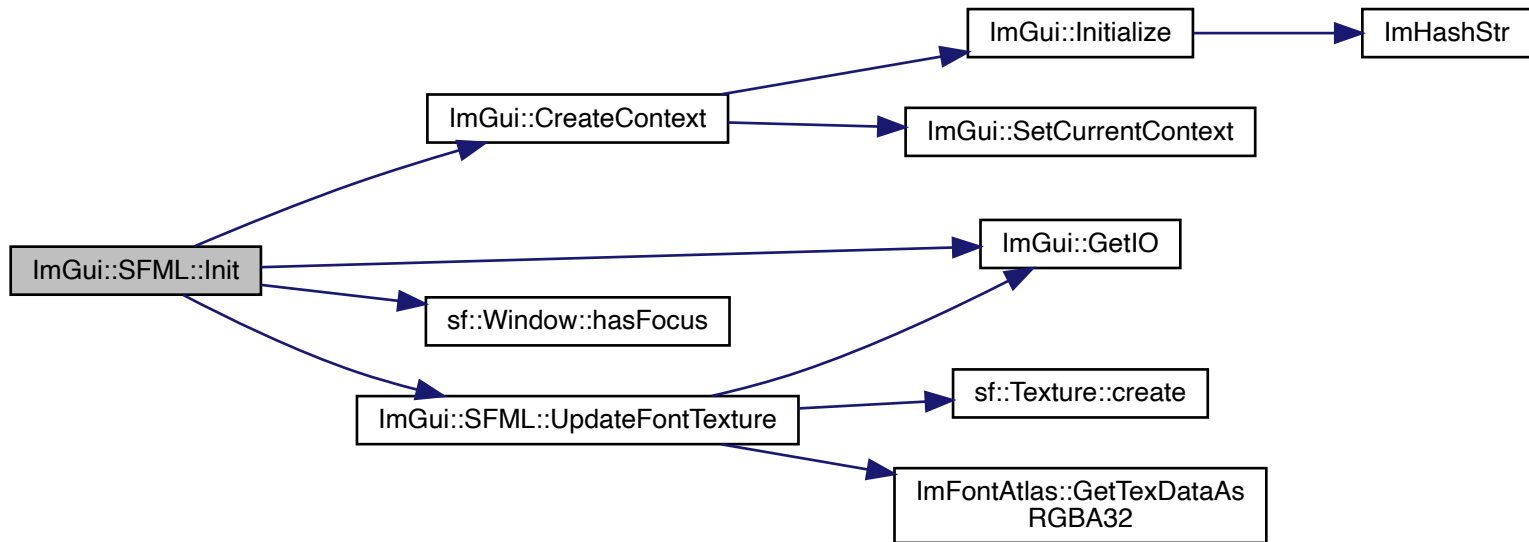 ImGui::Initialize
ImHashStr
ImGui::CreateContext
ImGui::SetCurrentContext
ImGui::GetIO
ImGui::SFML::Init
sf::Window::hasFocus
sf::Texture::create
ImGui::SFML::UpdateFontTexture
ImFontAtlas::GetTexDataAs
RGBA32